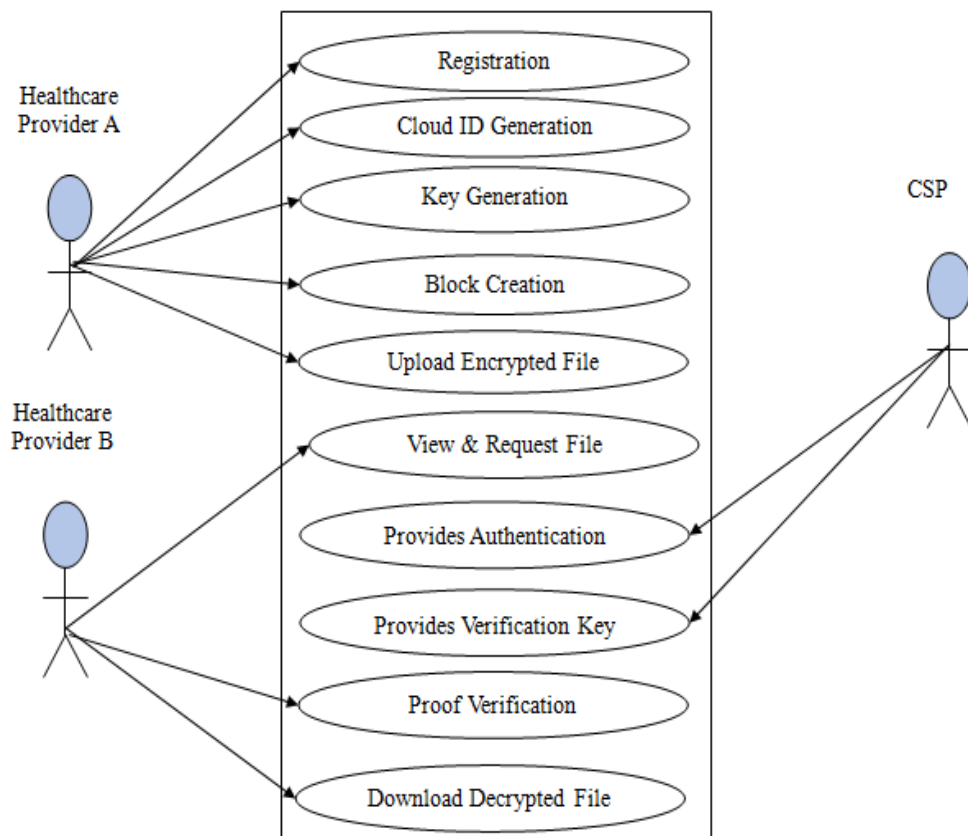 Healthcare
Provider A
Registration
Cloud ID Generation
Key Generation
Block Creation
Upload Encrypted File
CSP
Healthcare
Provider B
View & Request File
Provides Authentication
Provides Verification Key
Proof Verification
Download Decrypted File